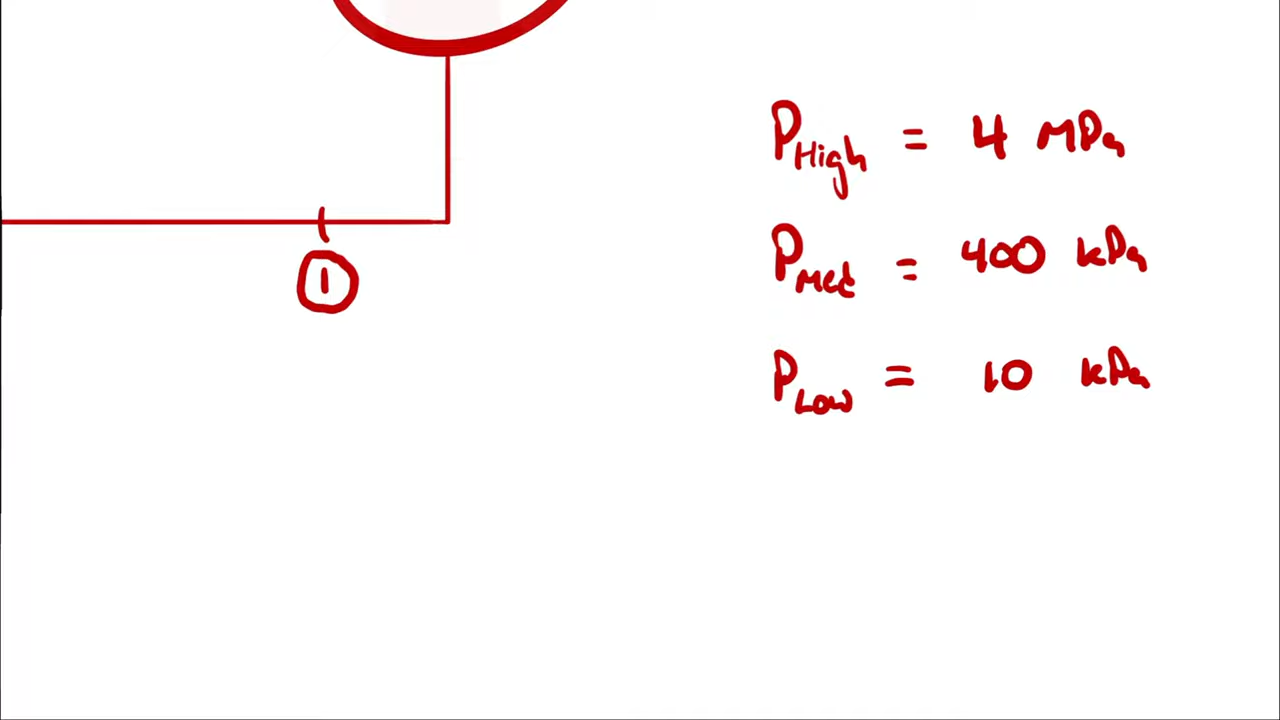 P_High = 4 MPa
P_Med = 400 kPa
P_Low = 10 kPa
①